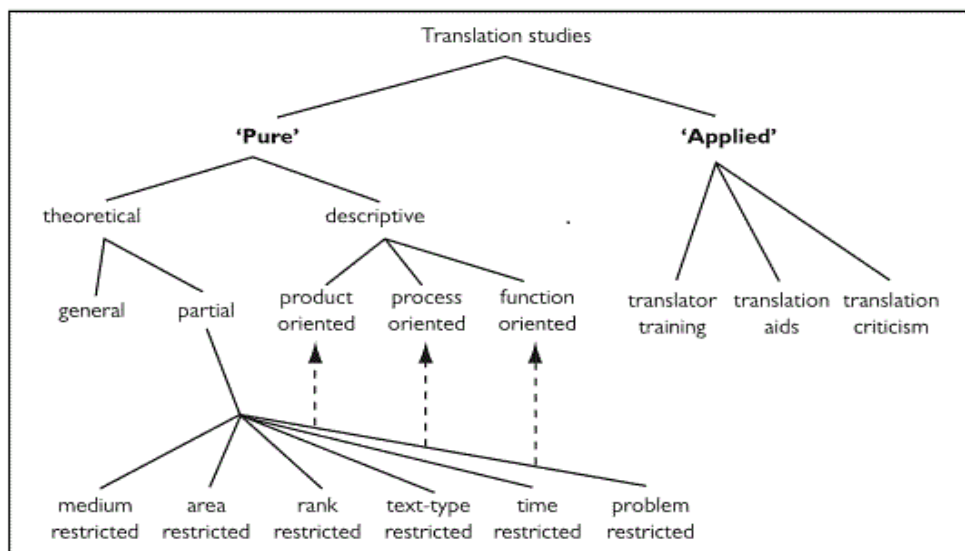 Translation studies
'Pure'
'Applied'
theoretical
descriptive
general
partial
product
oriented
process
oriented
function
oriented
translator
training
translation
aids
translation
criticism
medium
restricted
area
restricted
rank
restricted
text-type
restricted
time
restricted
problem
restricted